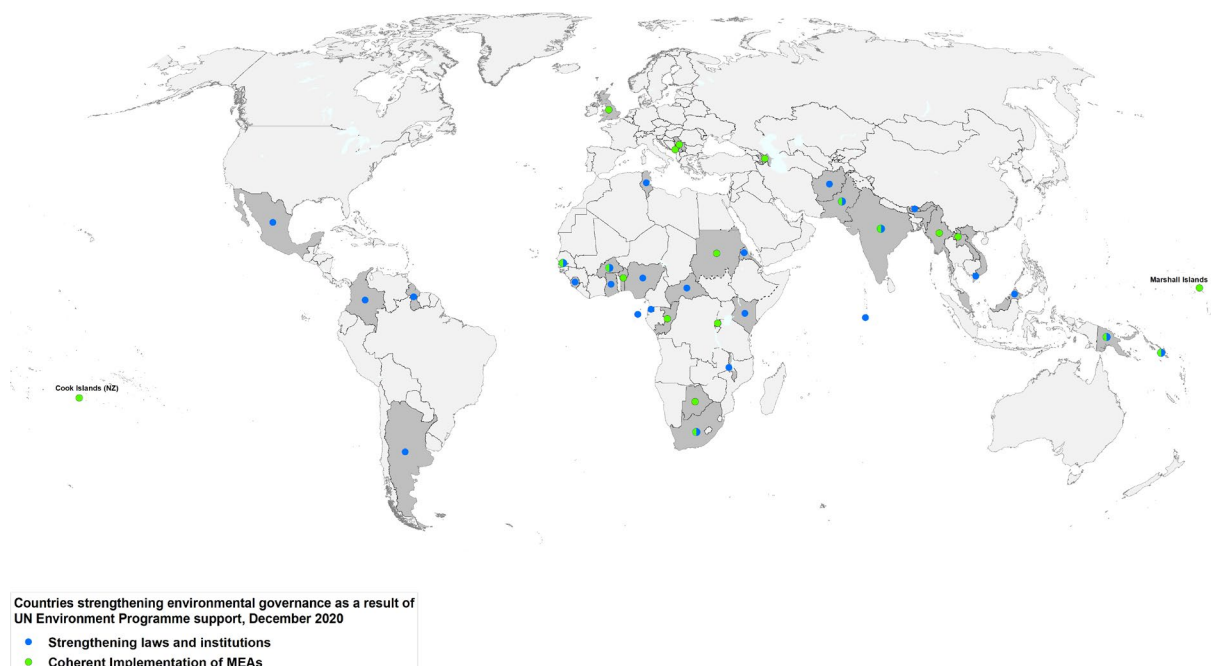 Marshall Islands
Cook Islands (NZ)
Countries strengthening environmental governance as a result of
UN Environment Programme support, December 2020
Strengthening laws and institutions
Coherent Implementation of MEAs